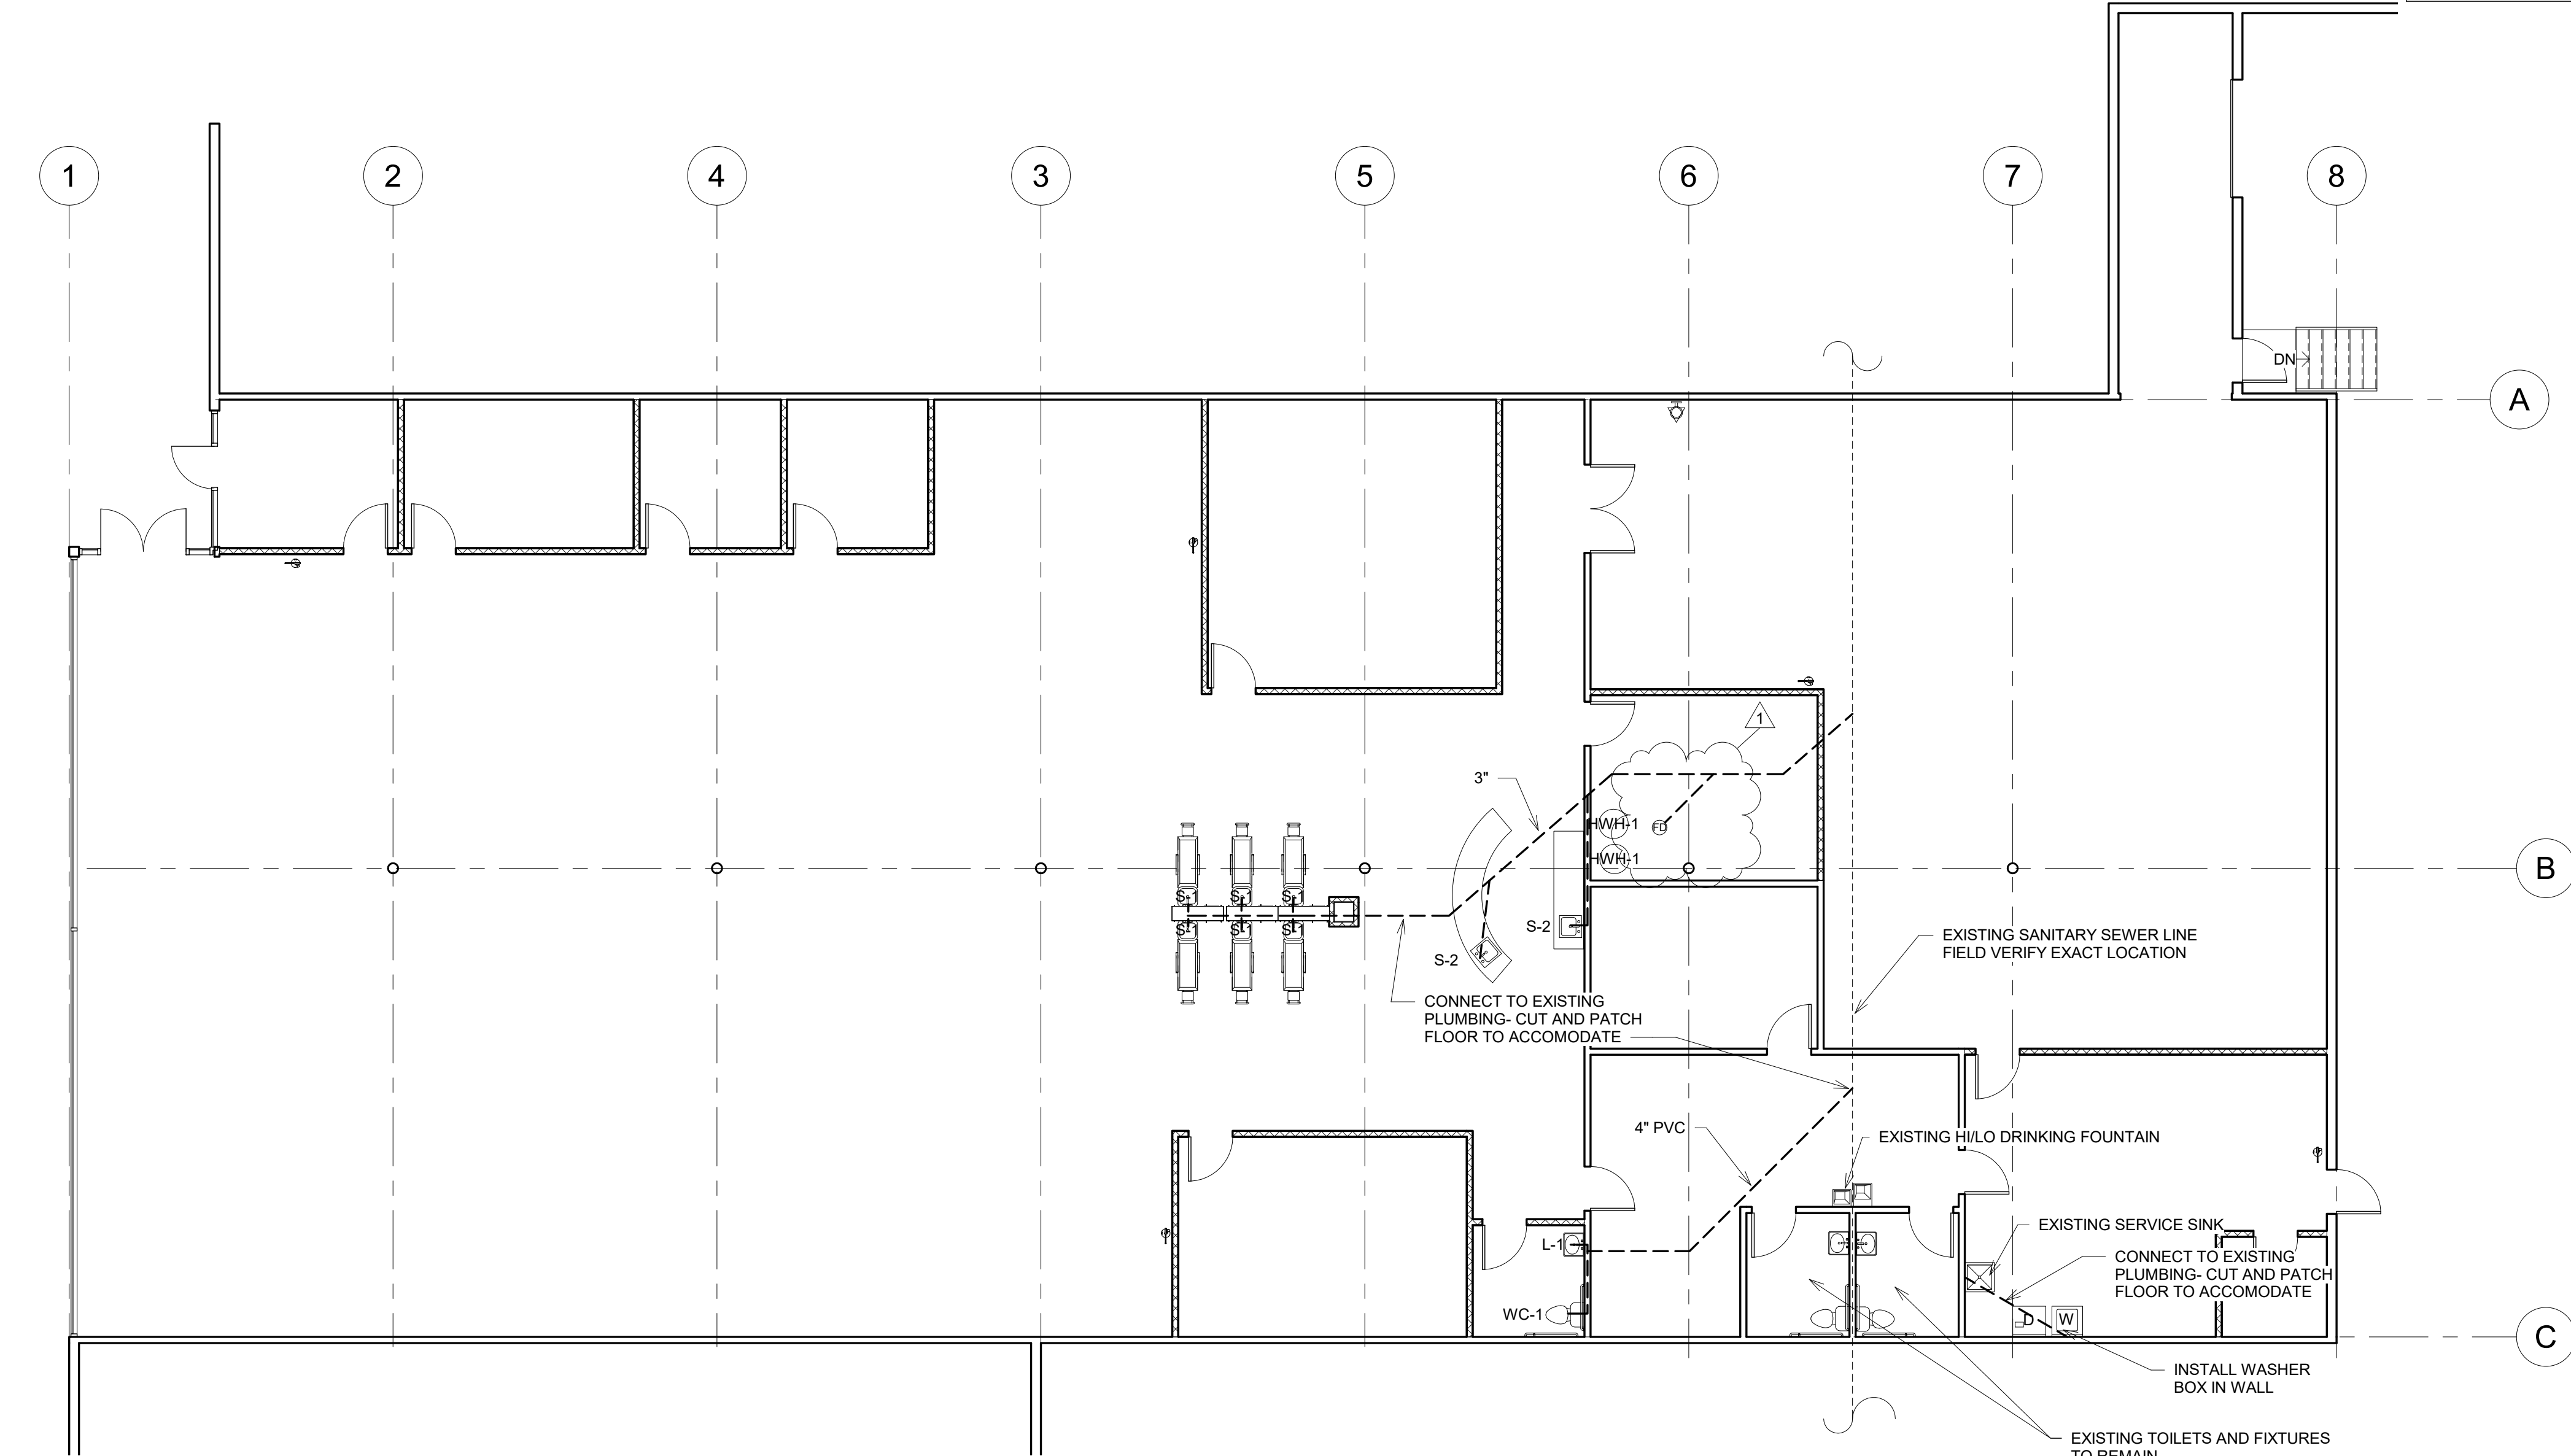 1
2
4
3
5
6
7
8
DN
A
1
3"
HWH-1
FD
HWH-1
B
S-1
S-1
S-1
S-1
S-1
S-1
S-2
S-2
EXISTING SANITARY SEWER LINE
FIELD VERIFY EXACT LOCATION
CONNECT TO EXISTING
PLUMBING- CUT AND PATCH
FLOOR TO ACCOMODATE
4" PVC
EXISTING HI/LO DRINKING FOUNTAIN
L-1
EXISTING SERVICE SINK
CONNECT TO EXISTING
PLUMBING- CUT AND PATCH
FLOOR TO ACCOMODATE
WC-1
D
W
C
INSTALL WASHER
BOX IN WALL
EXISTING TOILETS AND FIXTURES
TO REMAIN